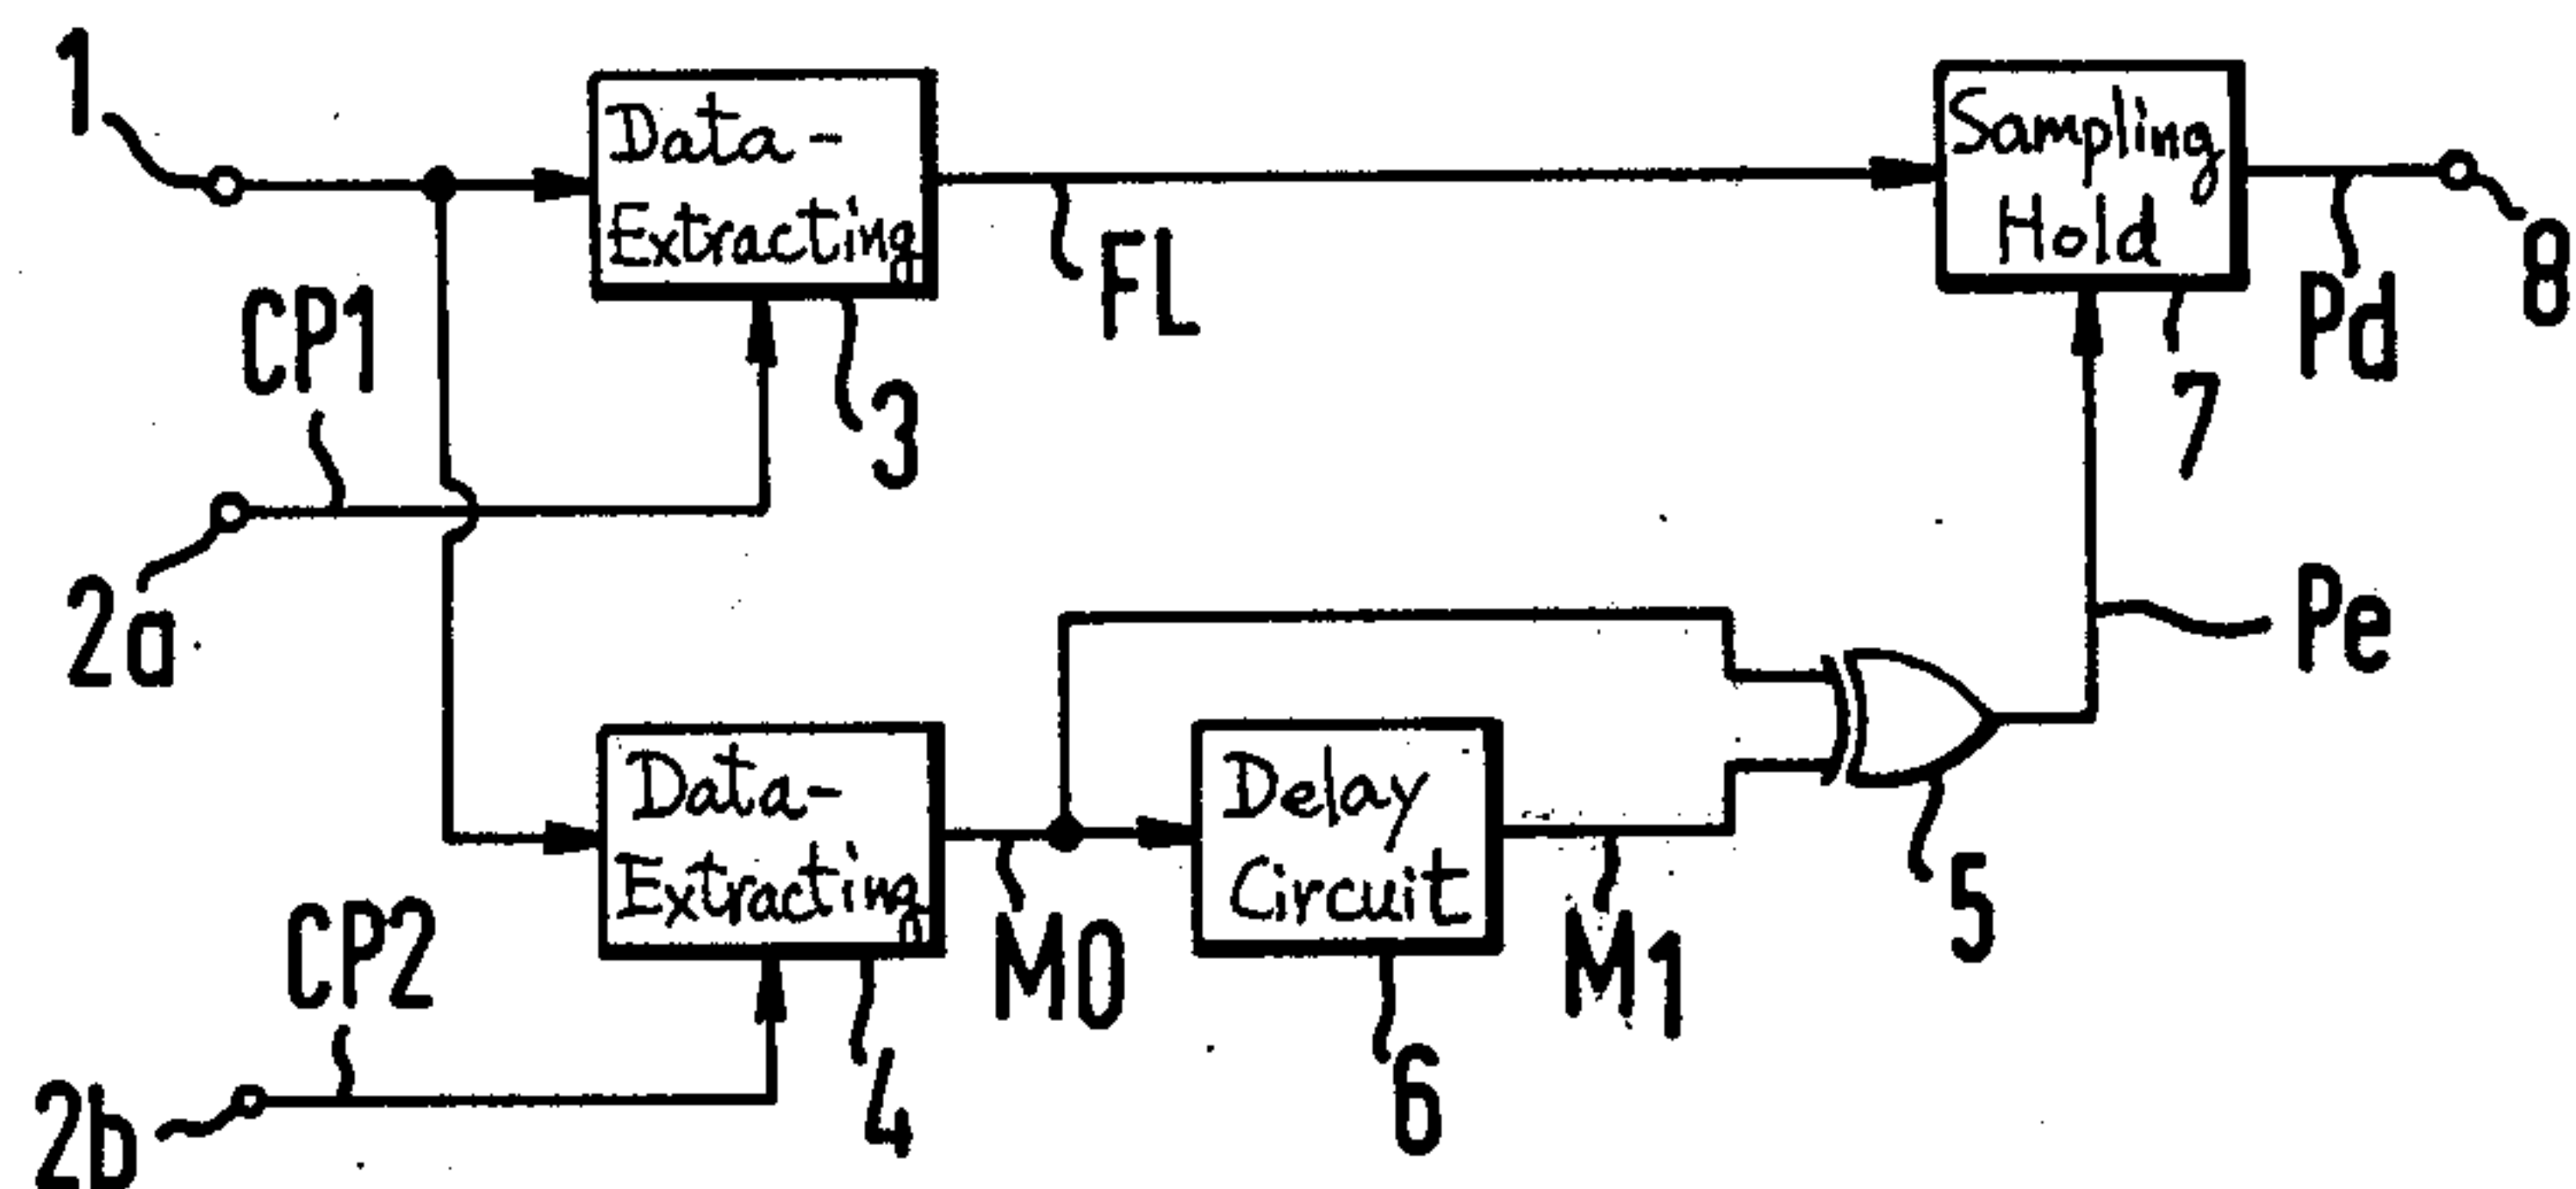 1
Data-
Extracting
Sampling
Hold
FL
Pd
8
CP1
3
7
2a
Pe
Data-
Extracting
Delay
Circuit
5
CP2
M0
M1
4
6
2b